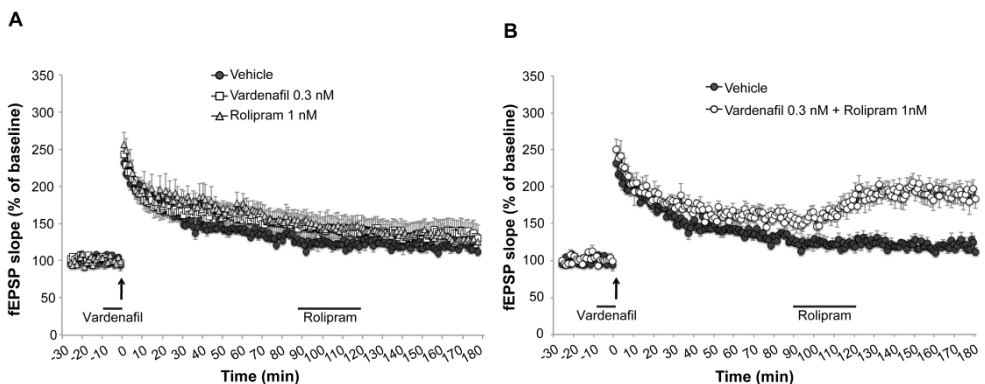 A
fEPSP slope (% of baseline)
350
300
250
200
150
100
50
0
Vehicle
Vardenafil 0.3 nM
Rolipram 1 nM
Vardenafil
Rolipram
-30 -20 -10 0 10 20 30 40 50 60 70 80 90 100 110 120 130 140 150 160 170 180
Time (min)
B
fEPSP slope (% of baseline)
350
300
250
200
150
100
50
0
Vehicle
Vardenafil 0.3 nM + Rolipram 1nM
Vardenafil
Rolipram
-30 -20 -10 0 10 20 30 40 50 60 70 80 90 100 110 120 130 140 150 160 170 180
Time (min)